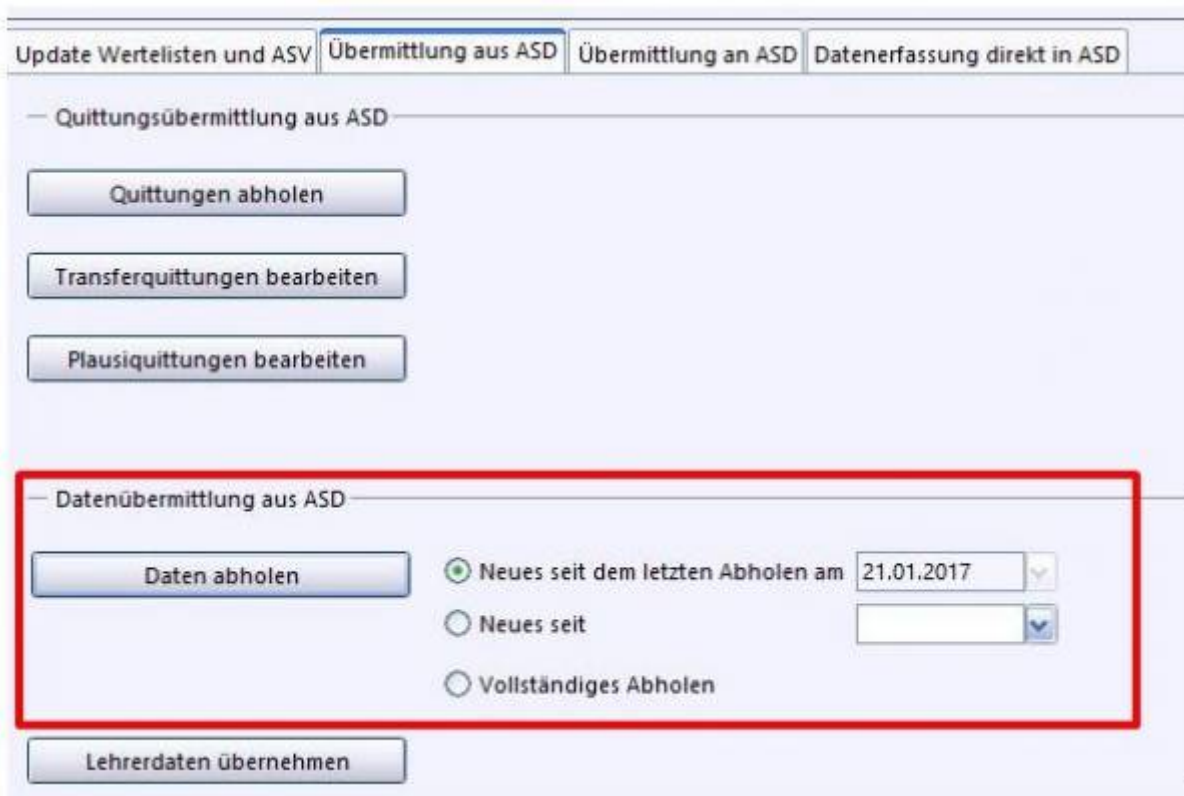 Update Wertelisten und ASV Übermittlung aus ASD Übermittlung an ASD Datenerfassung direkt in ASD
Quittungsübermittlung aus ASD
Quittungen abholen
Transferquittungen bearbeiten
Plausiquittungen bearbeiten
Datenübermittlung aus ASD
Daten abholen Neues seit dem letzten Abholen am 21.01.2017
Neues seit
Vollständiges Abholen
Lehrerdaten übernehmen